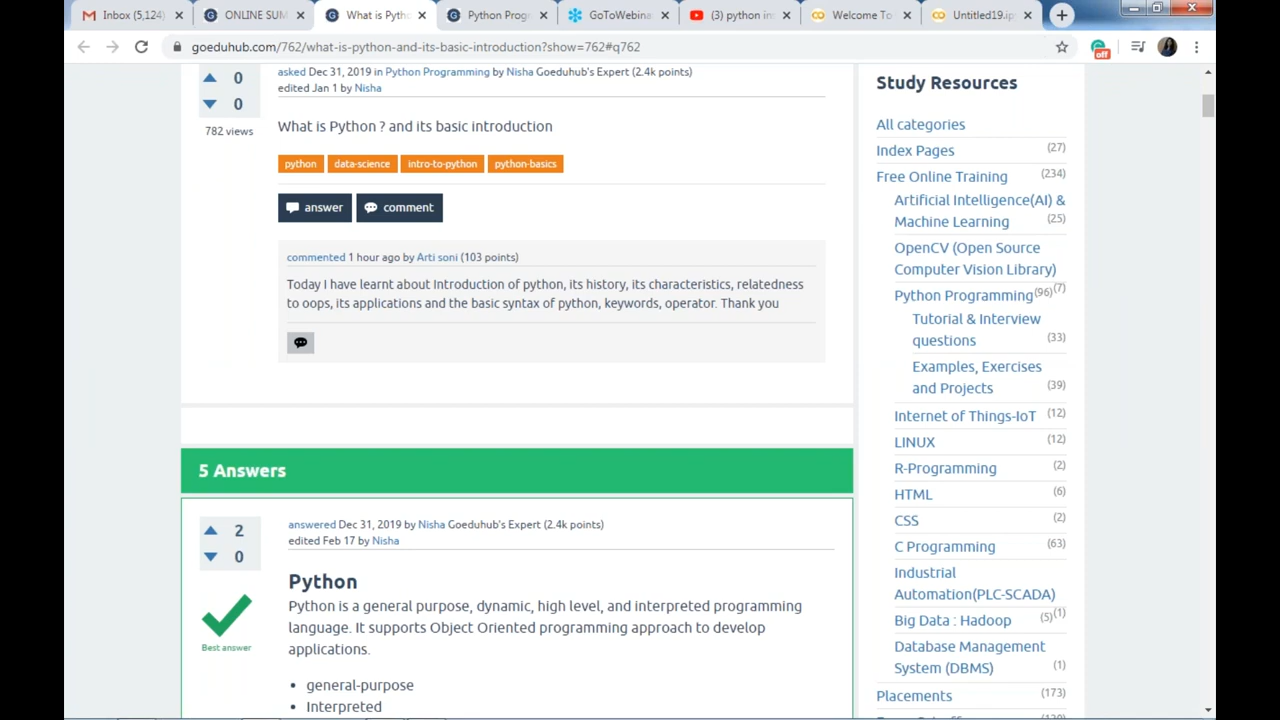 Inbox (5,124)
ONLINE SUM
What is Pyth
Python Prog
GoToWebina
(3) python in
Welcome To
Untitled19.ip
goeduhub.com/762/what-is-python-and-its-basic-introduction?show=762#q762
off
0
0
782 views
asked Dec 31, 2019 in Python Programming by Nisha Goeduhub's Expert (2.4k points)
edited Jan 1 by Nisha
What is Python ? and its basic introduction
python data-science intro-to-python python-basics
answer comment
commented 1 hour ago by Arti soni (103 points)
Today I have learnt about Introduction of python, its history, its characteristics, relatedness
to oops, its applications and the basic syntax of python, keywords, operator. Thank you
5 Answers
2
0
Best answer
answered Dec 31, 2019 by Nisha Goeduhub's Expert (2.4k points)
edited Feb 17 by Nisha
Python
Python is a general purpose, dynamic, high level, and interpreted programming
language. It supports Object Oriented programming approach to develop
applications.
• general-purpose
• Interpreted
Study Resources
All categories
Index Pages (27)
Free Online Training (234)
Artificial Intelligence(AI) &
Machine Learning (25)
OpenCV (Open Source
Computer Vision Library) (7)
Python Programming (96)
Tutorial & Interview
questions (33)
Examples, Exercises
and Projects (39)
Internet of Things-IoT (12)
LINUX (12)
R-Programming (2)
HTML (6)
CSS (2)
C Programming (63)
Industrial
Automation(PLC-SCADA) (1)
Big Data : Hadoop (5)
Database Management
System (DBMS) (1)
Placements (173)